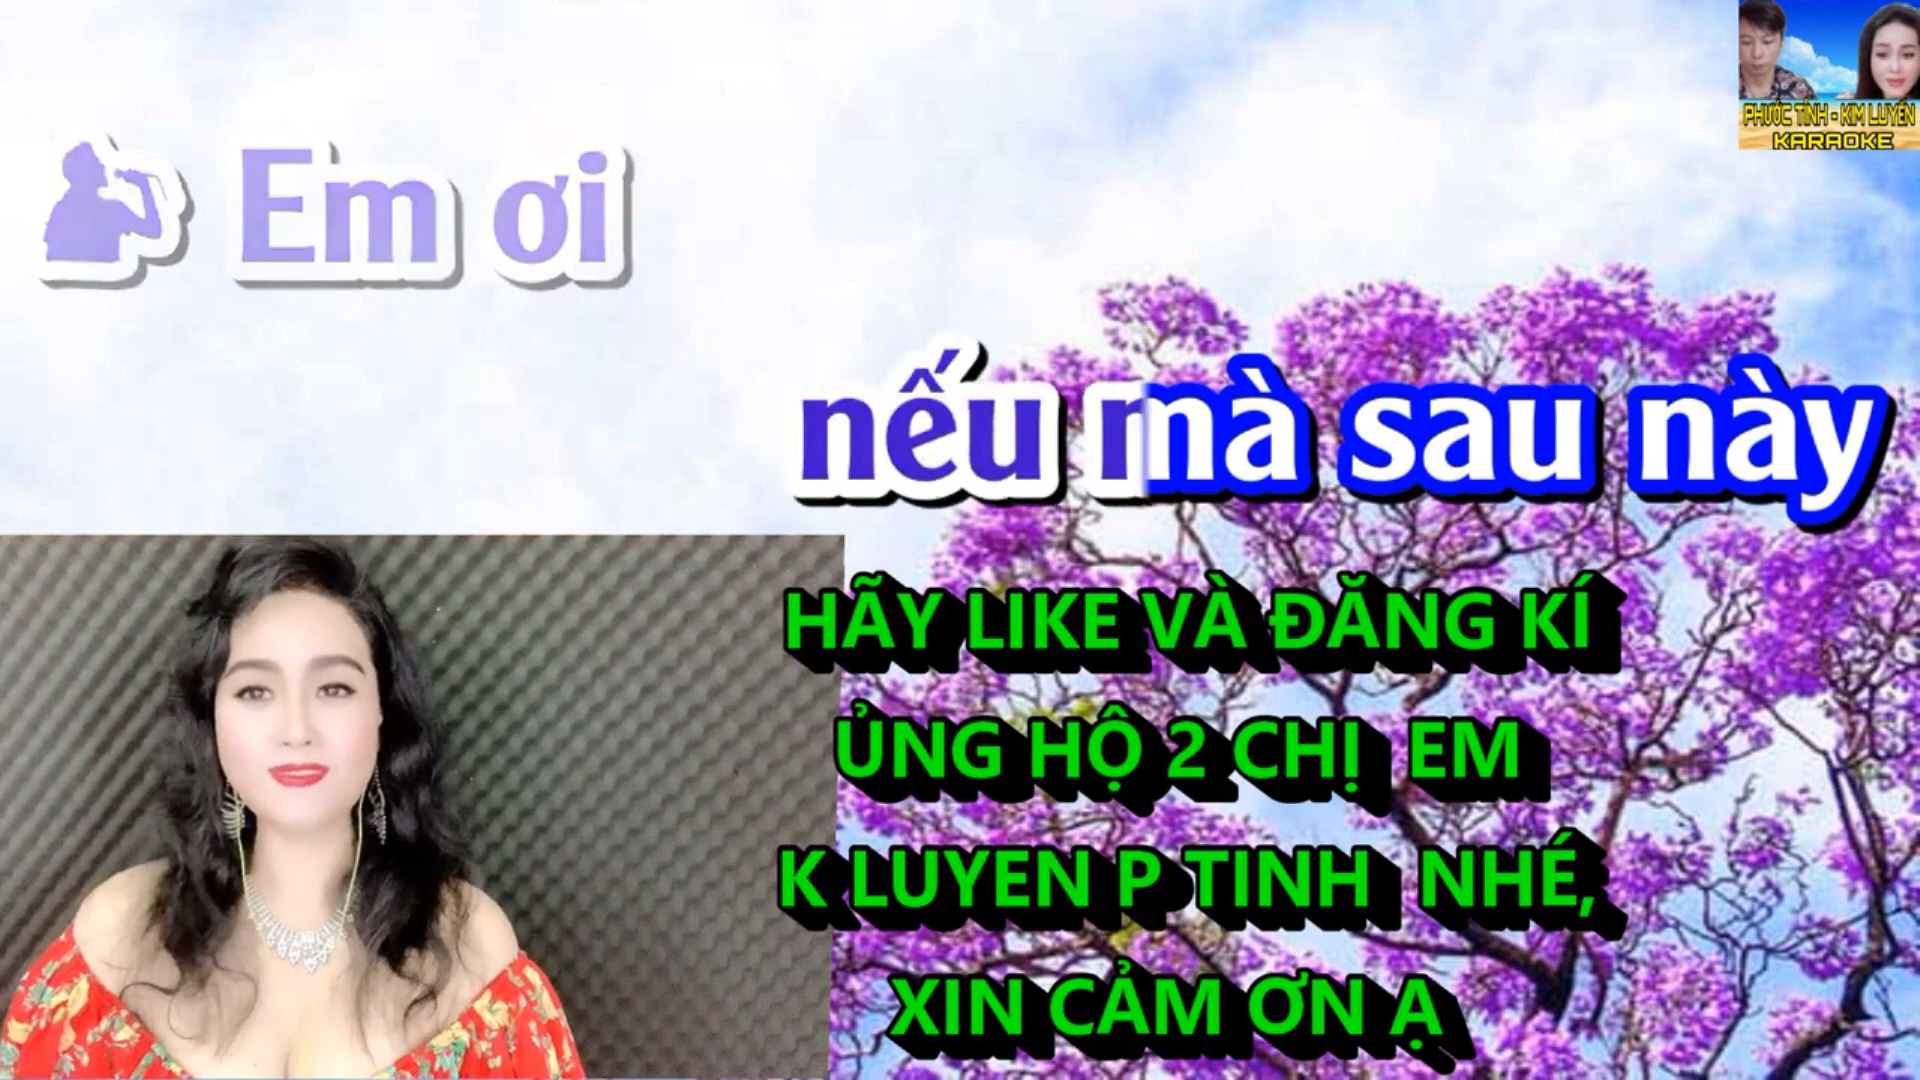 PHƯỚC TÍNH - KIM LUYẾN
KARAOKE
Em ơi
nếu mà sau này
HÃY LIKE VÀ ĐĂNG KÍ
ỦNG HỘ 2 CHỊ EM
K LUYEN P TINH NHÉ,
XIN CẢM ƠN Ạ